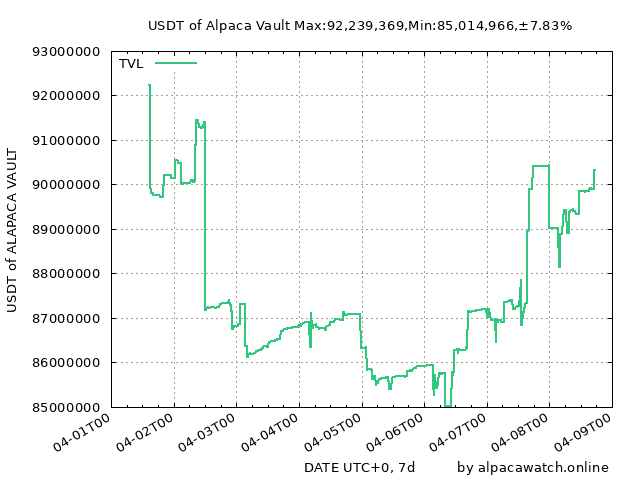 USDT of Alpaca Vault Max:92,239,369,Min:85,014,966,±7.83%
TVL
93000000
92000000
91000000
90000000
89000000
88000000
87000000
86000000
85000000
USDT of ALAPACA VAULT
04-01T00
04-02T00
04-03T00
04-04T00
04-05T00
04-06T00
04-07T00
04-08T00
04-09T00
DATE UTC+0, 7d
by alpacawatch.online